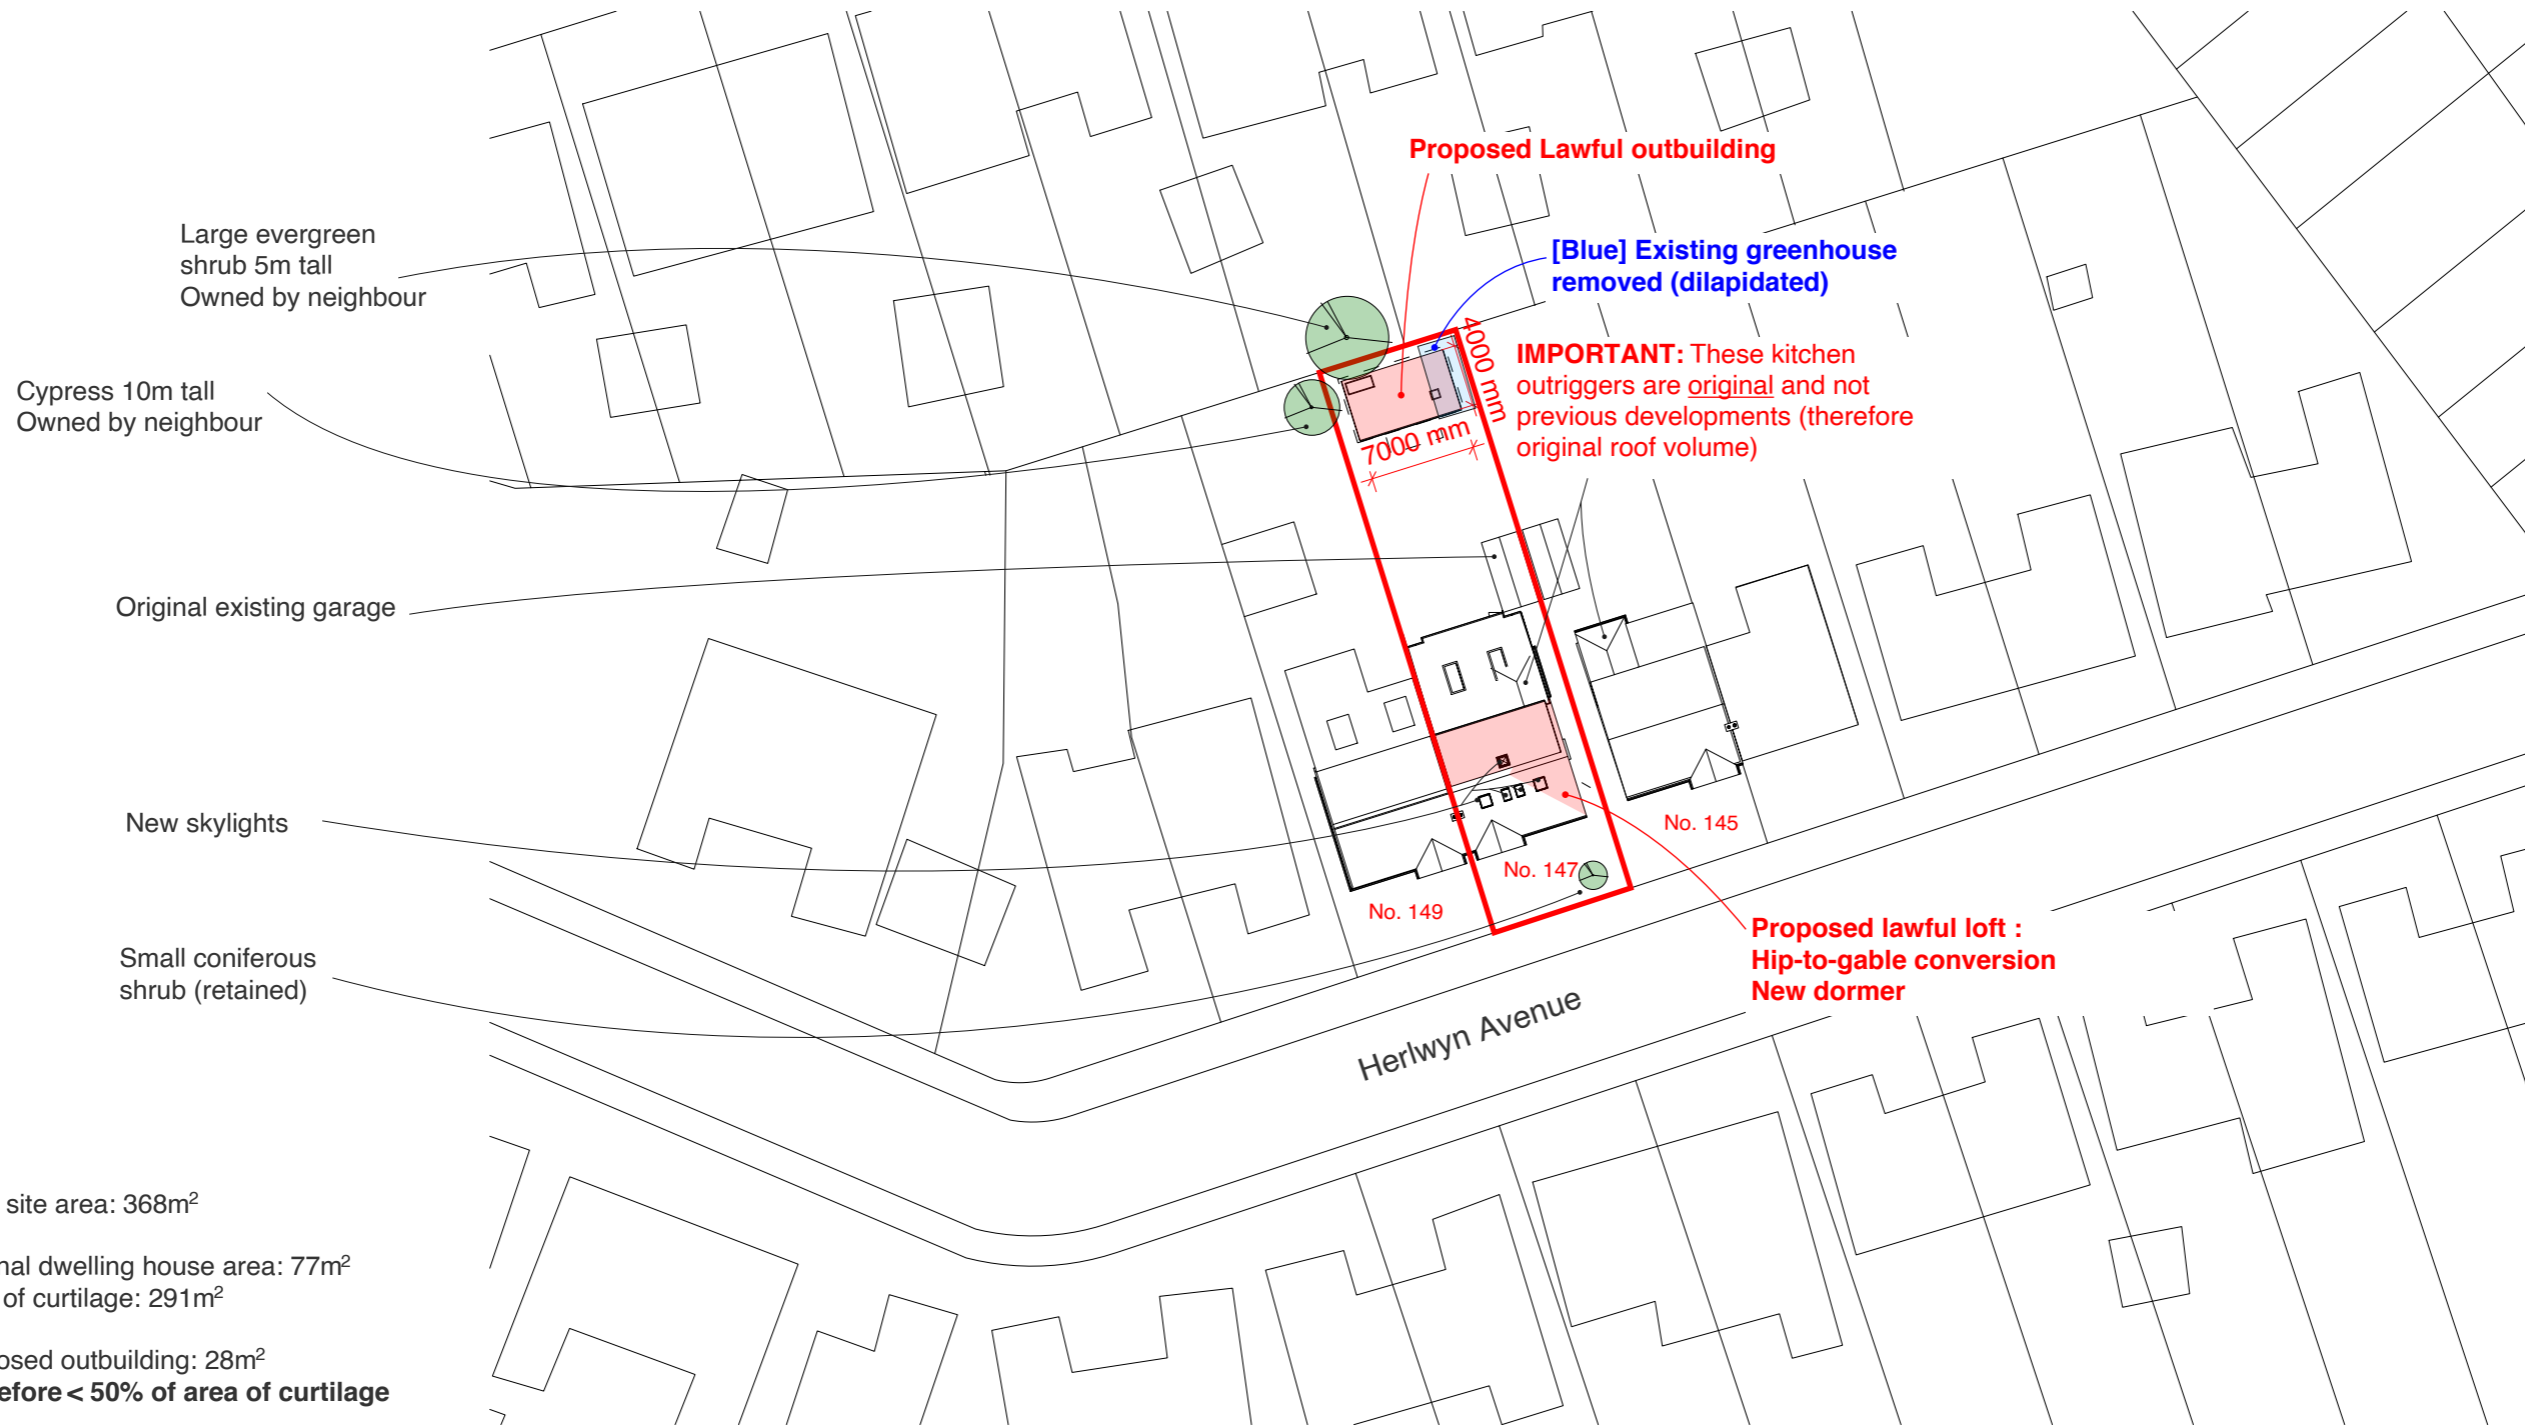 Proposed Lawful outbuilding
Large evergreen
shrub 5m tall
Owned by neighbour
[Blue] Existing greenhouse
removed (dilapidated)
4000 mm
IMPORTANT: These kitchen
outriggers are original and not
previous developments (therefore
original roof volume)
Cypress 10m tall
Owned by neighbour
7000 mm
Original existing garage
New skylights
No. 145
No. 147
No. 149
Small coniferous
shrub (retained)
Proposed lawful loft :
Hip-to-gable conversion
New dormer
Herlwyn Avenue
site area: 368m²
nal dwelling house area: 77m²
of curtilage: 291m²
osed outbuilding: 28m²
efore < 50% of area of curtilage